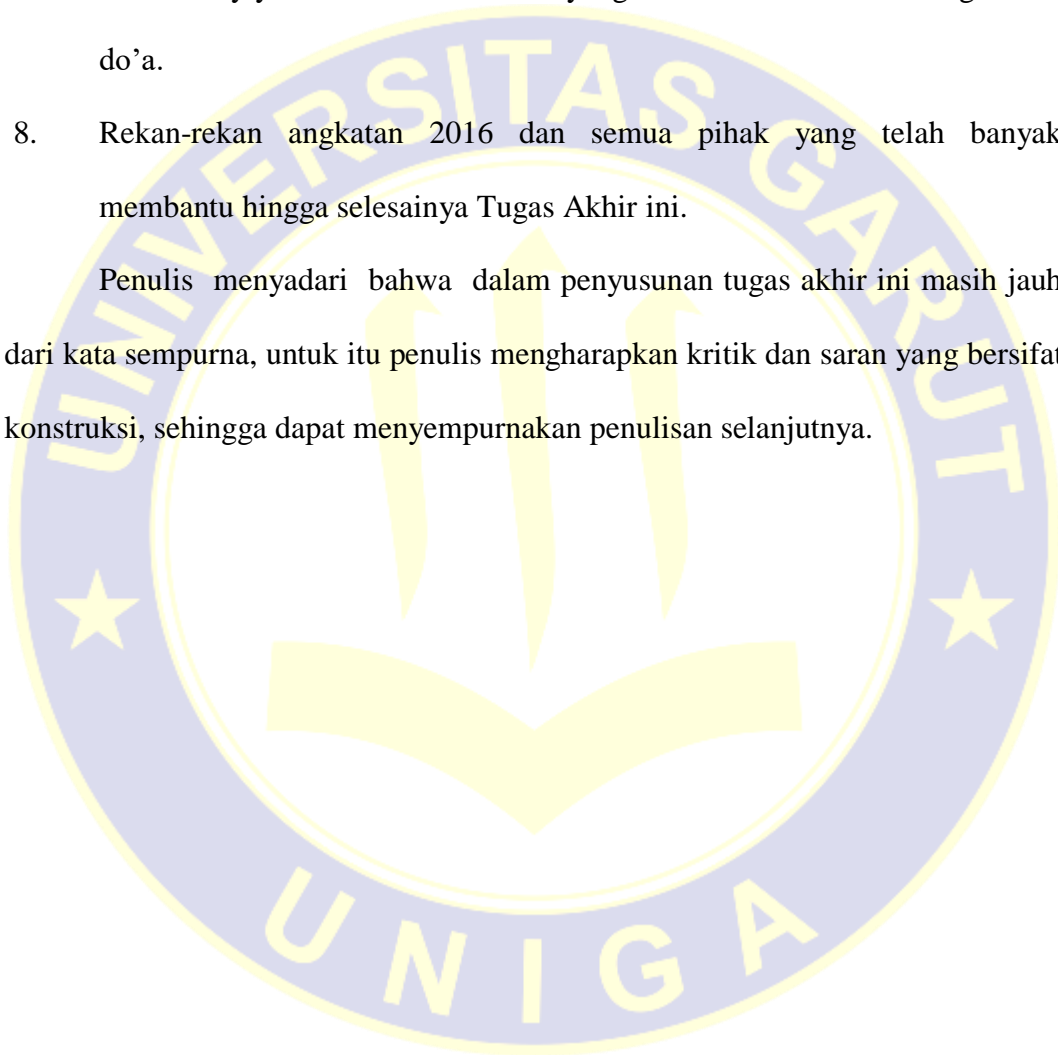 do’a.
8. Rekan-rekan angkatan 2016 dan semua pihak yang telah banyak
membantu hingga selesainya Tugas Akhir ini.
Penulis menyadari bahwa dalam penyusunan tugas akhir ini masih jauh
dari kata sempurna, untuk itu penulis mengharapkan kritik dan saran yang bersifat
konstruksi, sehingga dapat menyempurnakan penulisan selanjutnya.
UNIVERSITAS GARUT
UNIGA